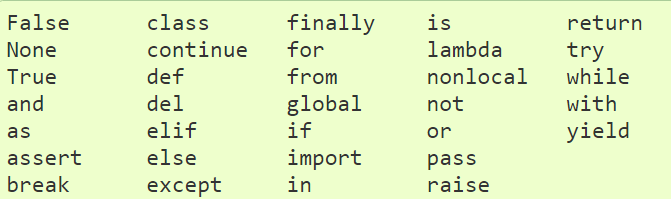 False class finally is return
None continue for lambda try
True def from nonlocal while
and del global not with
as elif if or yield
assert else import pass
break except in raise